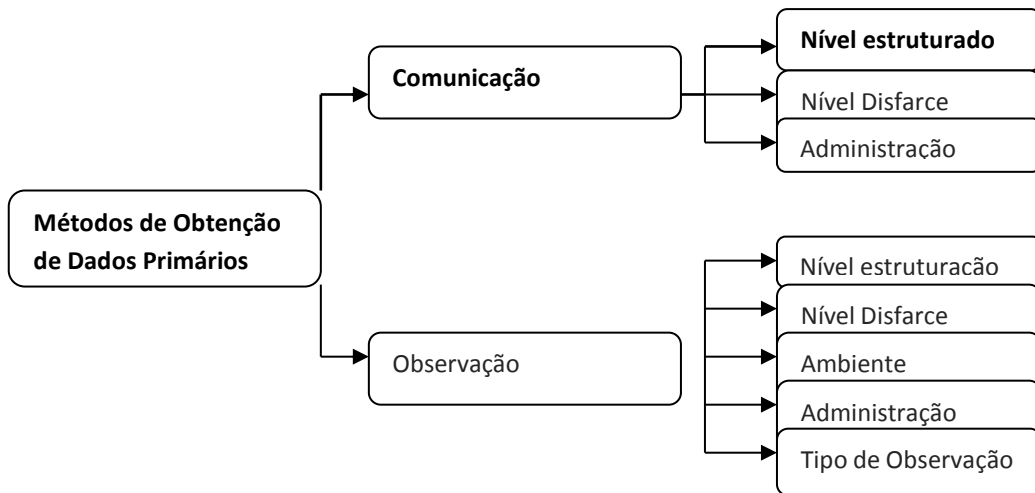 Métodos de Obtenção
de Dados Primários
Comunicação
Nível estruturado
Nível Disfarce
Administração
Observação
Nível estruturação
Nível Disfarce
Ambiente
Administração
Tipo de Observação